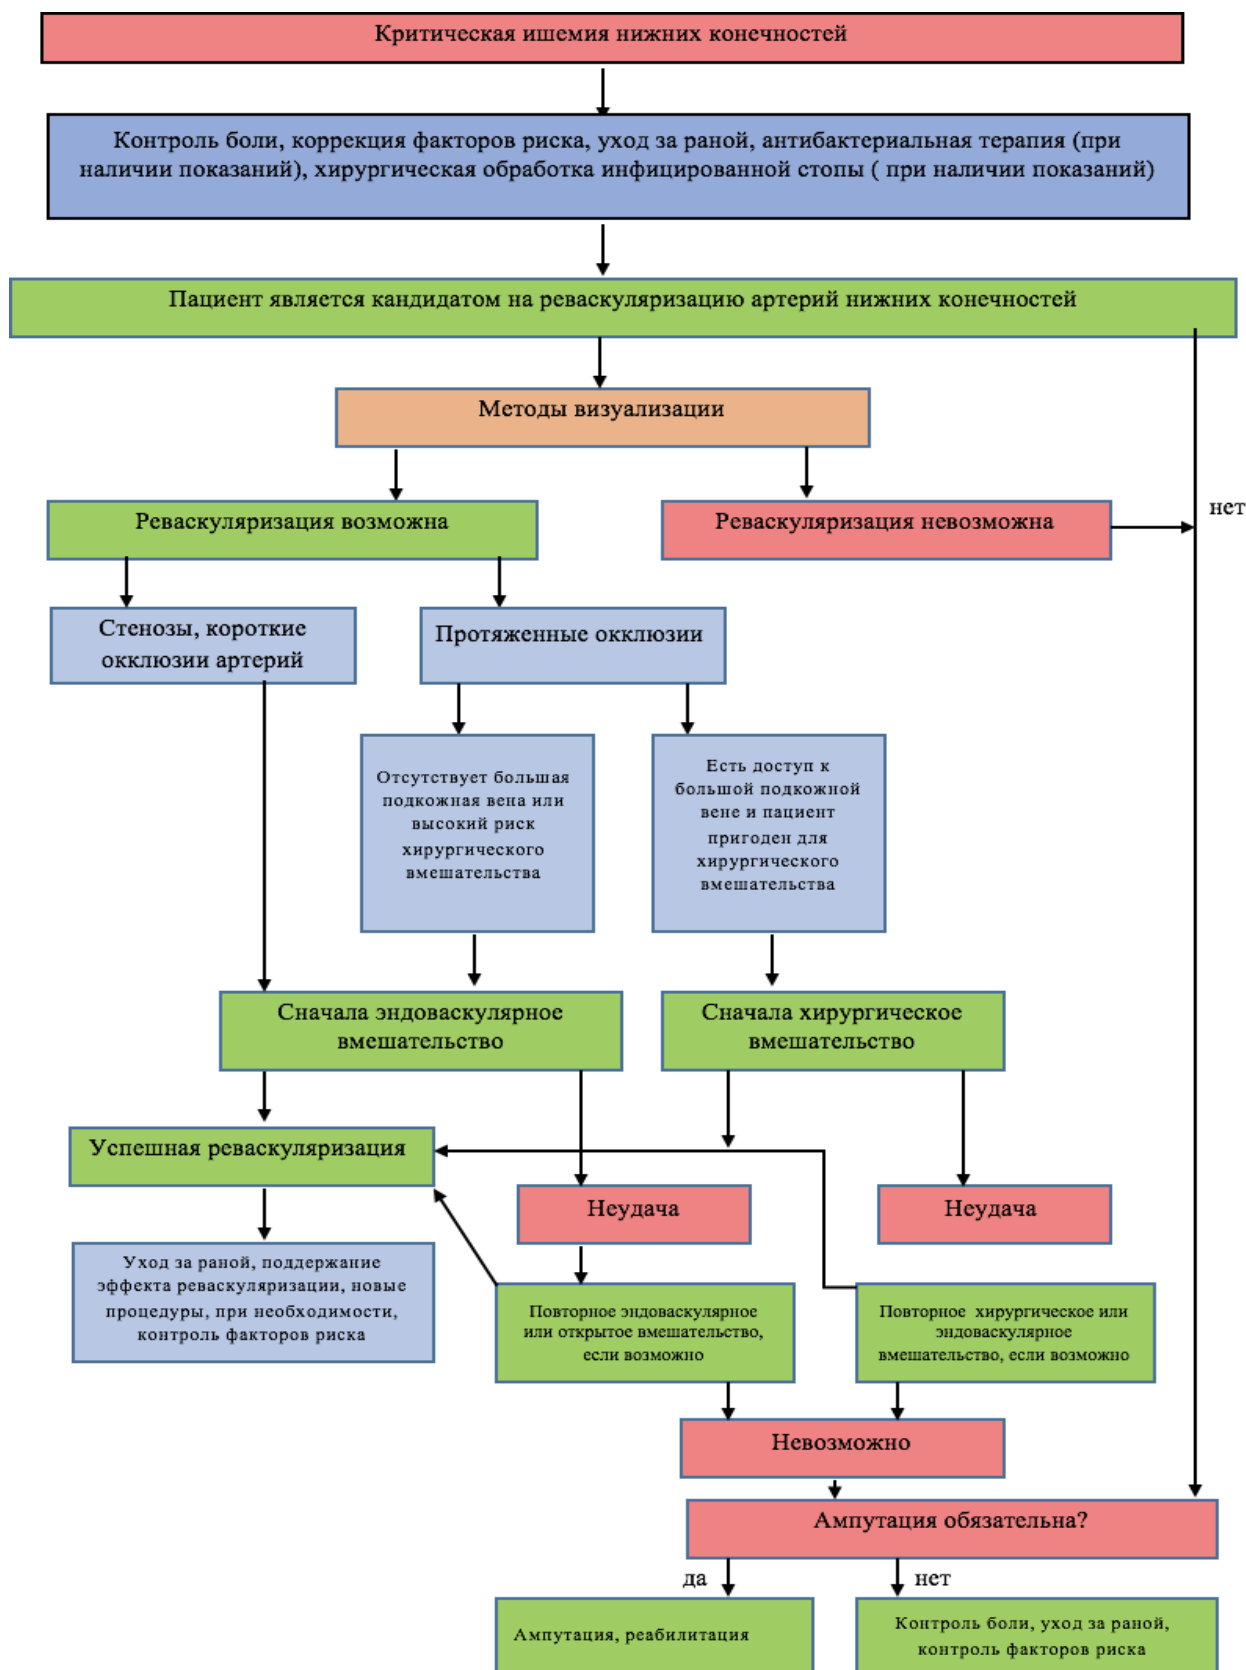 Критическая ишемия нижних конечностей
Контроль боли, коррекция факторов риска, уход за раной, антибактериальная терапия (при
наличии показаний), хирургическая обработка инфицированной стопы ( при наличии показаний)
Пациент является кандидатом на реваскуляризацию артерий нижних конечностей
Методы визуализации
нет
Реваскуляризация возможна
Реваскуляризация невозможна
Стенозы, короткие
окклюзии артерий
Протяженные окклюзии
Отсутствует большая
подкожная вена или
высокий риск
хирургического
вмешательства
Есть доступ к
большой подкожной
вене и пациент
пригоден для
хирургического
вмешательства
Сначала эндоваскулярное
вмешательство
Сначала хирургическое
вмешательство
Успешная реваскуляризация
Неудача
Неудача
Уход за раной, поддержание
эффекта реваскуляризации, новые
процедуры, при необходимости,
контроль факторов риска
Повторное эндоваскулярное
или открытое вмешательство,
если возможно
Повторное хирургическое или
эндоваскулярное
вмешательство, если возможно
Невозможно
Ампутация обязательна?
да
нет
Ампутация, реабилитация
Контроль боли, уход за раной,
контроль факторов риска